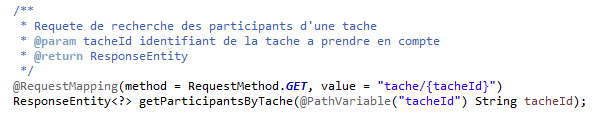 /**
 * Requete de recherche des participants d'une tache
 * @param tacheId identifiant de la tache a prendre en compte
 * @return ResponseEntity
 */
@RequestMapping(method = RequestMethod.GET, value = "tache/{tacheId}")
ResponseEntity<?> getParticipantsByTache(@PathVariable("tacheId") String tacheId);